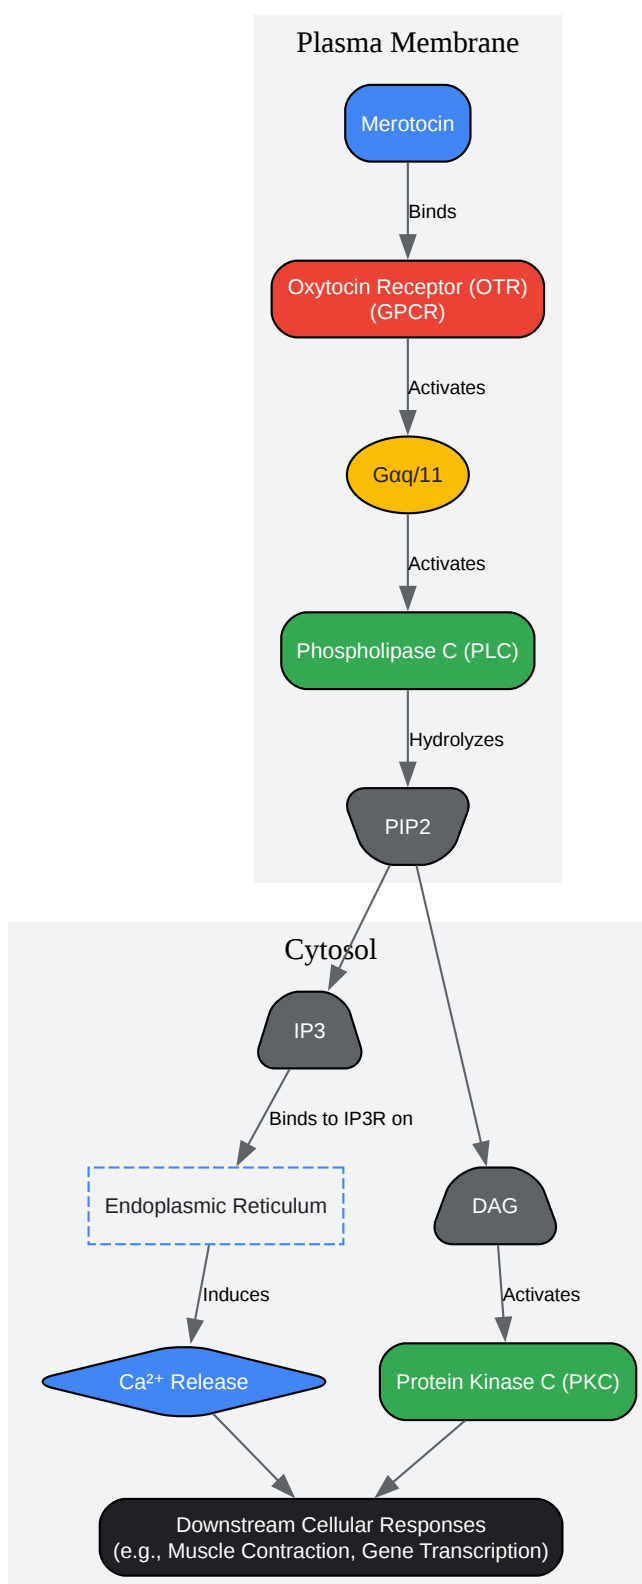 Plasma Membrane
Merotocin
Binds
Oxytocin Receptor (OTR)
(GPCR)
Activates
Gαq/11
Activates
Phospholipase C (PLC)
Hydrolyzes
PIP2
Cytosol
IP3
Binds to IP3R on
Endoplasmic Reticulum
DAG
Induces
Activates
Ca²⁺ Release
Protein Kinase C (PKC)
Downstream Cellular Responses
(e.g., Muscle Contraction, Gene Transcription)